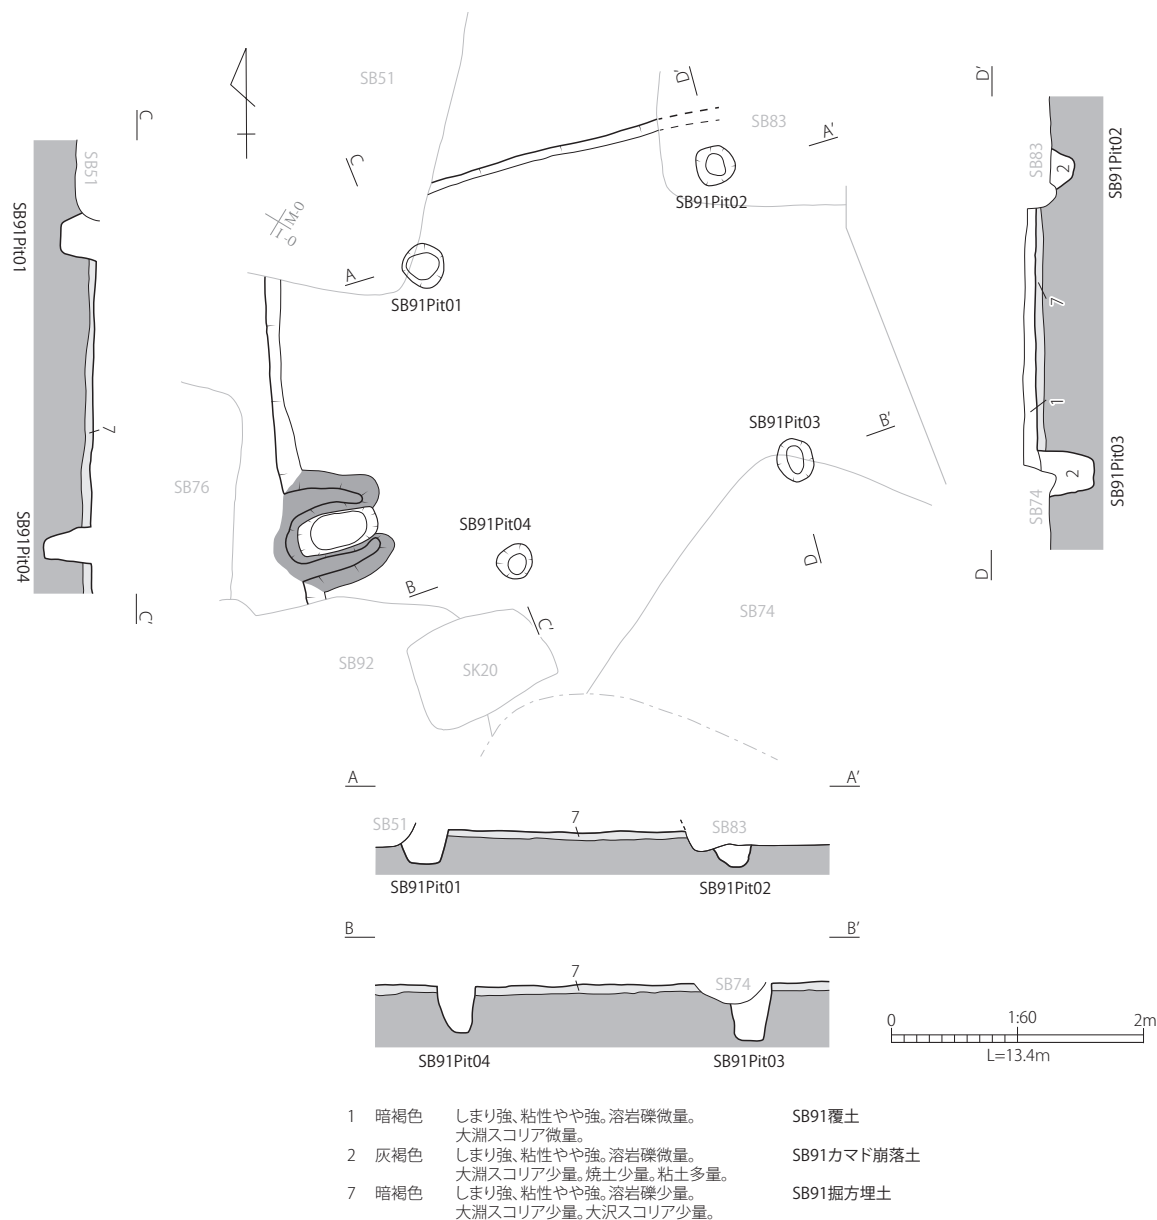 SB51
D'
SB83
A'
SB91Pit02
C
M-0
I-0
A
SB91Pit01
SB91Pit03
B'
SB76
SB91Pit04
B
D
C'
SB92
SK20
SB74
C
SB51
SB91Pit01
7
SB91Pit04
C'
D'
SB83
2
SB91Pit02
7
1
2
SB91Pit03
SB74
D
A A'
SB51 7 SB83
SB91Pit01 SB91Pit02
B B'
7 SB74
SB91Pit04 SB91Pit03
0 1:60 2m
L=13.4m
1 暗褐色 しまり強、粘性やや強。溶岩礫微量。 SB91覆土
大淵スコリア微量。
2 灰褐色 しまり強、粘性やや強。溶岩礫微量。 SB91カマド崩落土
大淵スコリア少量。焼土少量。粘土多量。
7 暗褐色 しまり強、粘性やや強。溶岩礫少量。 SB91掘方埋土
大淵スコリア少量。大沢スコリア少量。